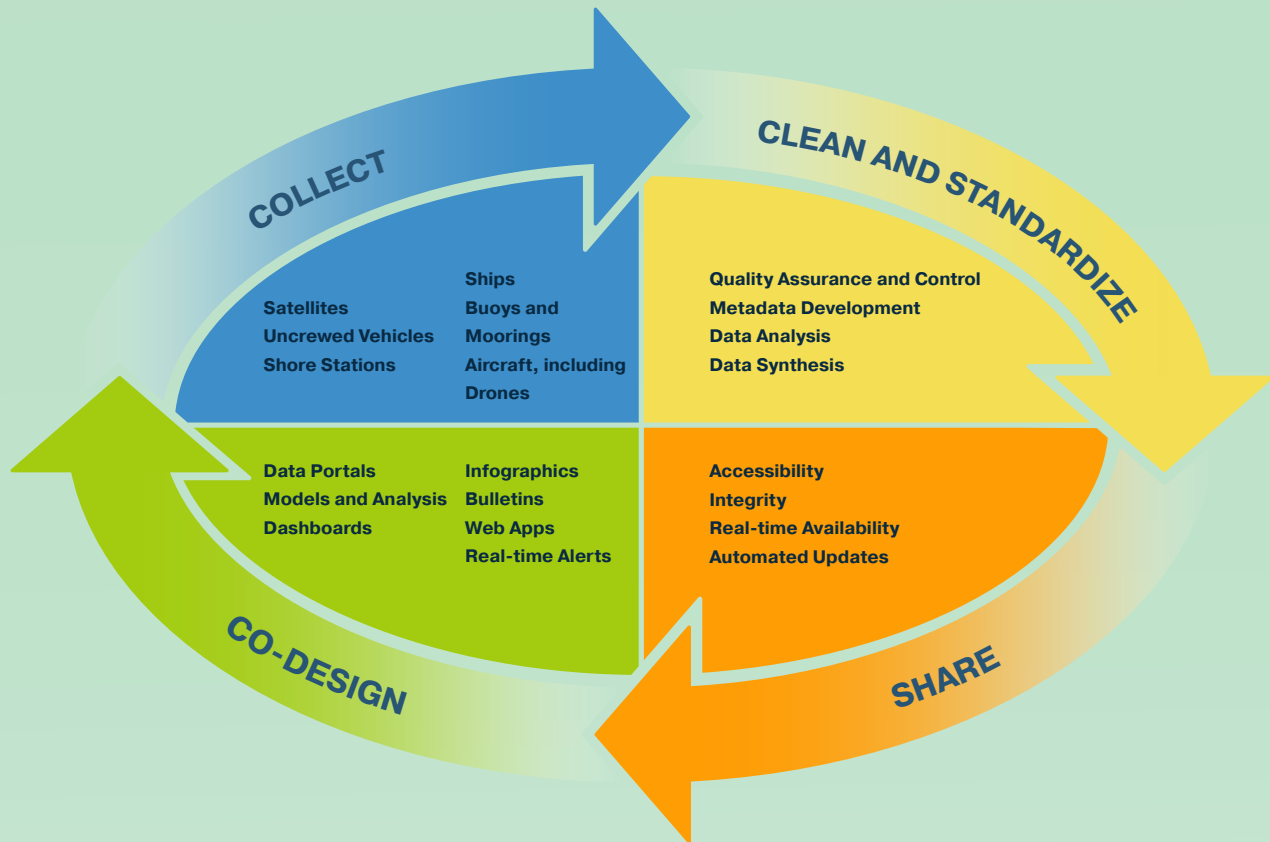 COLLECT
Satellites
Uncrewed Vehicles
Shore Stations
Ships
Buoys and
Moorings
Aircraft, including
Drones
CLEAN AND STANDARDIZE
Quality Assurance and Control
Metadata Development
Data Analysis
Data Synthesis
SHARE
Accessibility
Integrity
Real-time Availability
Automated Updates
CO-DESIGN
Data Portals
Models and Analysis
Dashboards
Infographics
Bulletins
Web Apps
Real-time Alerts